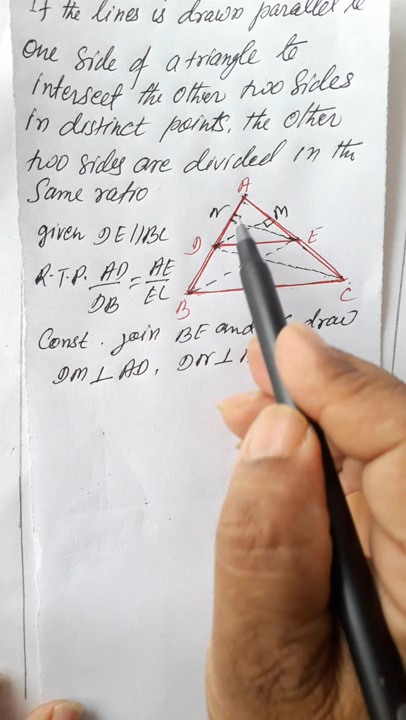 If the lines is drawn parallel to
one side of a triangle to
intersect the other two sides
in distinct points, the other
two sides are divided in the
same ratio
given DE||BC
R.T.P. AD/DB = AE/EC
Const. join BE and draw
DM⊥AD, DN⊥
A
N
M
D
E
B
C